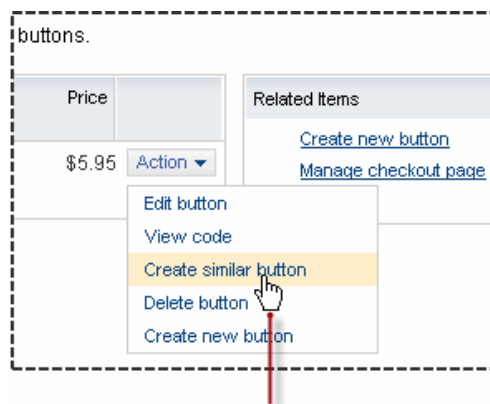 buttons.
Price
Related Items
$5.95 Action
Create new button
Manage checkout page
Edit button
View code
Create similar button
Delete button
Create new button